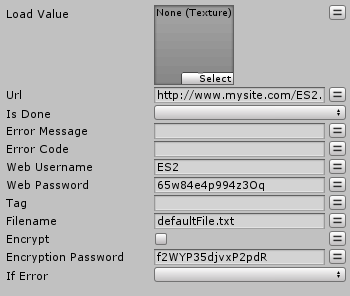 Load Value
None (Texture)
Select
Url http://www.mysite.com/ES2.
Is Done
Error Message
Error Code
Web Username ES2
Web Password 65w84e4p994z3Oq
Tag
Filename defaultFile.txt
Encrypt
Encryption Password f2WYP35djvxP2pdR
If Error